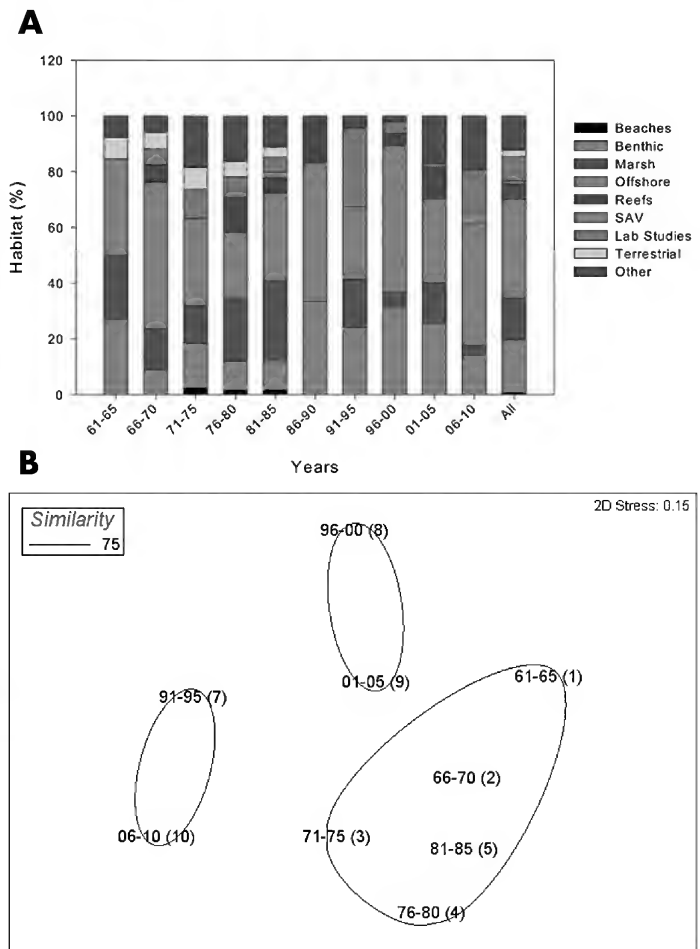 A
120
100
80
60
40
20
0
Habitat (%)
61-65
66-70
71-75
76-80
81-85
86-90
91-95
96-00
01-05
06-10
All
Years
Beaches
Benthic
Marsh
Offshore
Reefs
SAV
Lab Studies
Terrestrial
Other
B
Similarity
75
2D Stress: 0.15
96-00 (8)
01-05 (9)
61-65 (1)
91-95 (7)
66-70 (2)
06-10 (10)
71-75 (3)
81-85 (5)
76-80 (4)